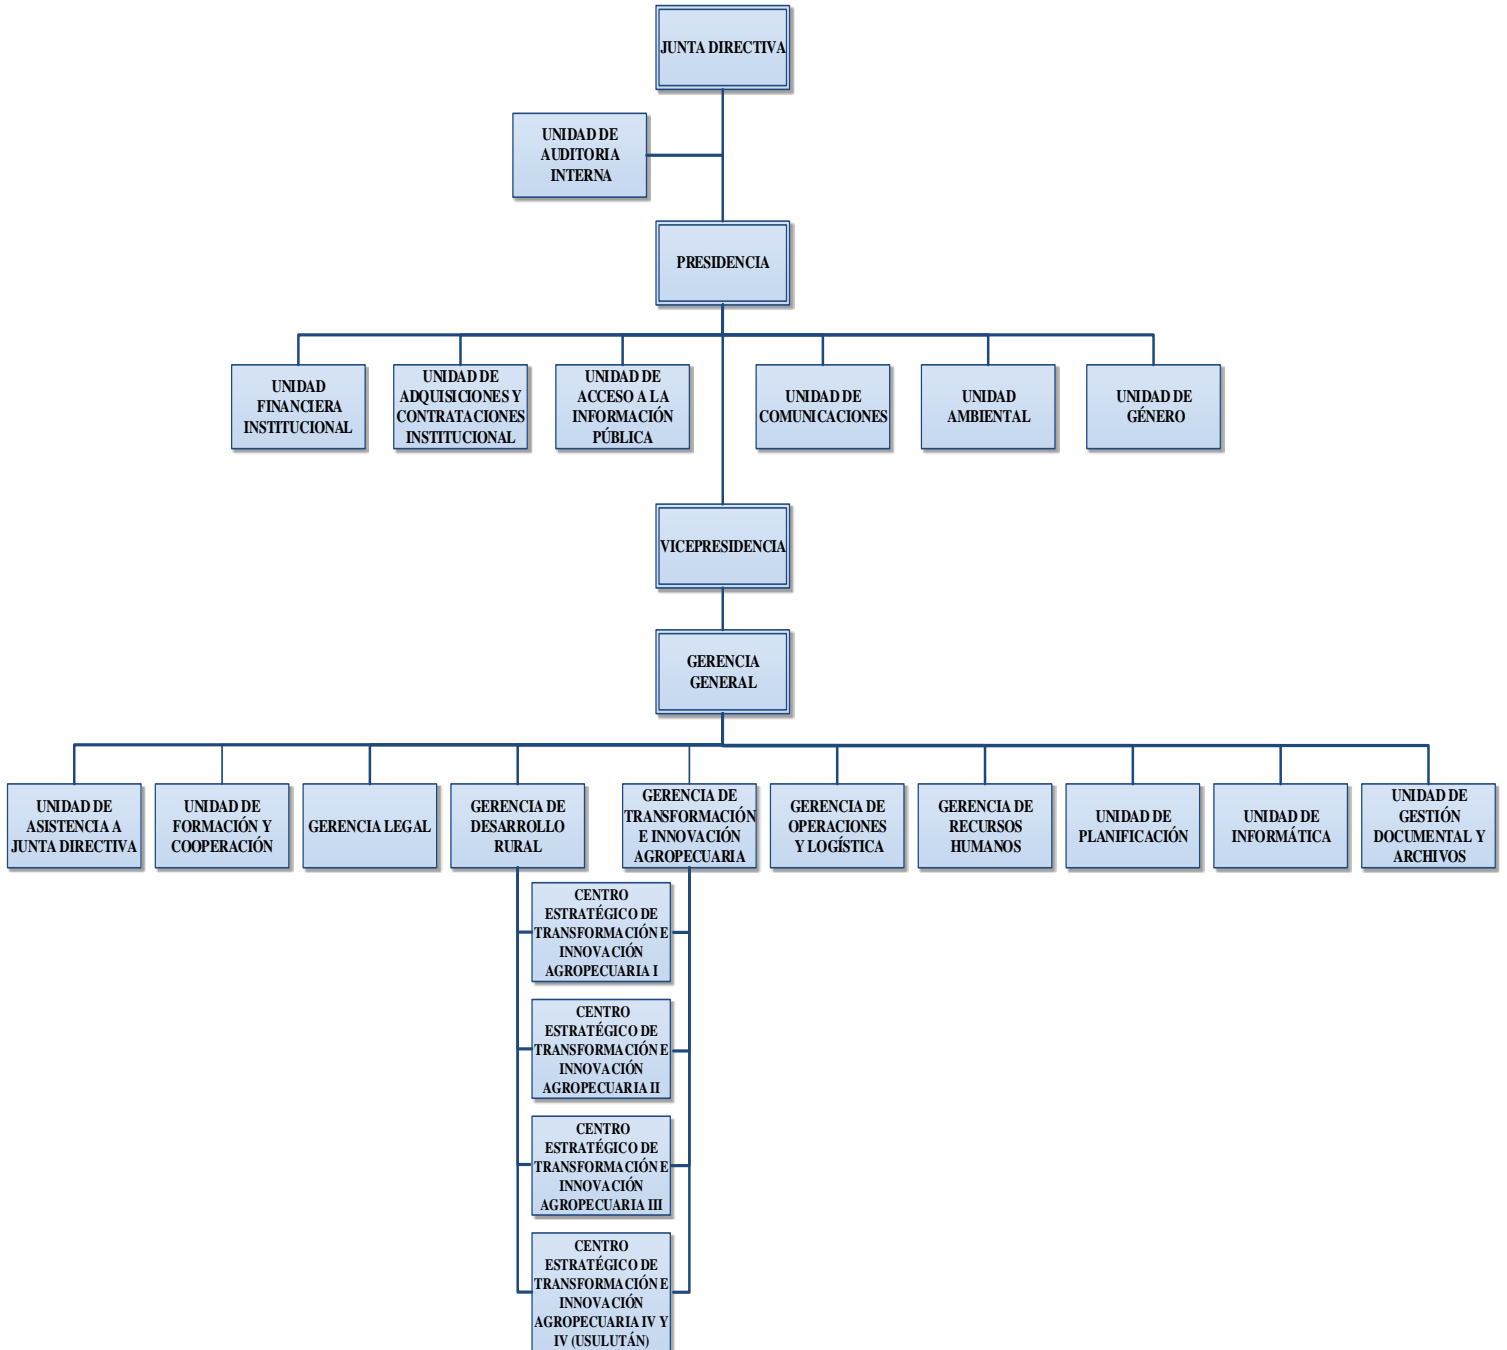 JUNTA DIRECTIVA
UNIDAD DE
AUDITORIA
INTERNA
PRESIDENCIA
UNIDAD
FINANCIERA
INSTITUCIONAL
UNIDAD DE
ADQUISICIONES Y
CONTRATACIONES
INSTITUCIONAL
UNIDAD DE
ACCESO A LA
INFORMACIÓN
PÚBLICA
UNIDAD DE
COMUNICACIONES
UNIDAD
AMBIENTAL
UNIDAD DE
GÉNERO
VICEPRESIDENCIA
GERENCIA
GENERAL
UNIDAD DE
ASISTENCIA A
JUNTA DIRECTIVA
UNIDAD DE
FORMACIÓN Y
COOPERACIÓN
GERENCIA LEGAL
GERENCIA DE
DESARROLLO
RURAL
GERENCIA DE
TRANSFORMACIÓN
E INNOVACIÓN
AGROPECUARIA
GERENCIA DE
OPERACIONES
Y LOGÍSTICA
GERENCIA DE
RECURSOS
HUMANOS
UNIDAD DE
PLANIFICACIÓN
UNIDAD DE
INFORMÁTICA
UNIDAD DE
GESTIÓN
DOCUMENTAL Y
ARCHIVOS
CENTRO
ESTRATÉGICO DE
TRANSFORMACIÓN E
INNOVACIÓN
AGROPECUARIA I
CENTRO
ESTRATÉGICO DE
TRANSFORMACIÓN E
INNOVACIÓN
AGROPECUARIA II
CENTRO
ESTRATÉGICO DE
TRANSFORMACIÓN E
INNOVACIÓN
AGROPECUARIA III
CENTRO
ESTRATÉGICO DE
TRANSFORMACIÓN E
INNOVACIÓN
AGROPECUARIA IV Y
IV (USULUTÁN)